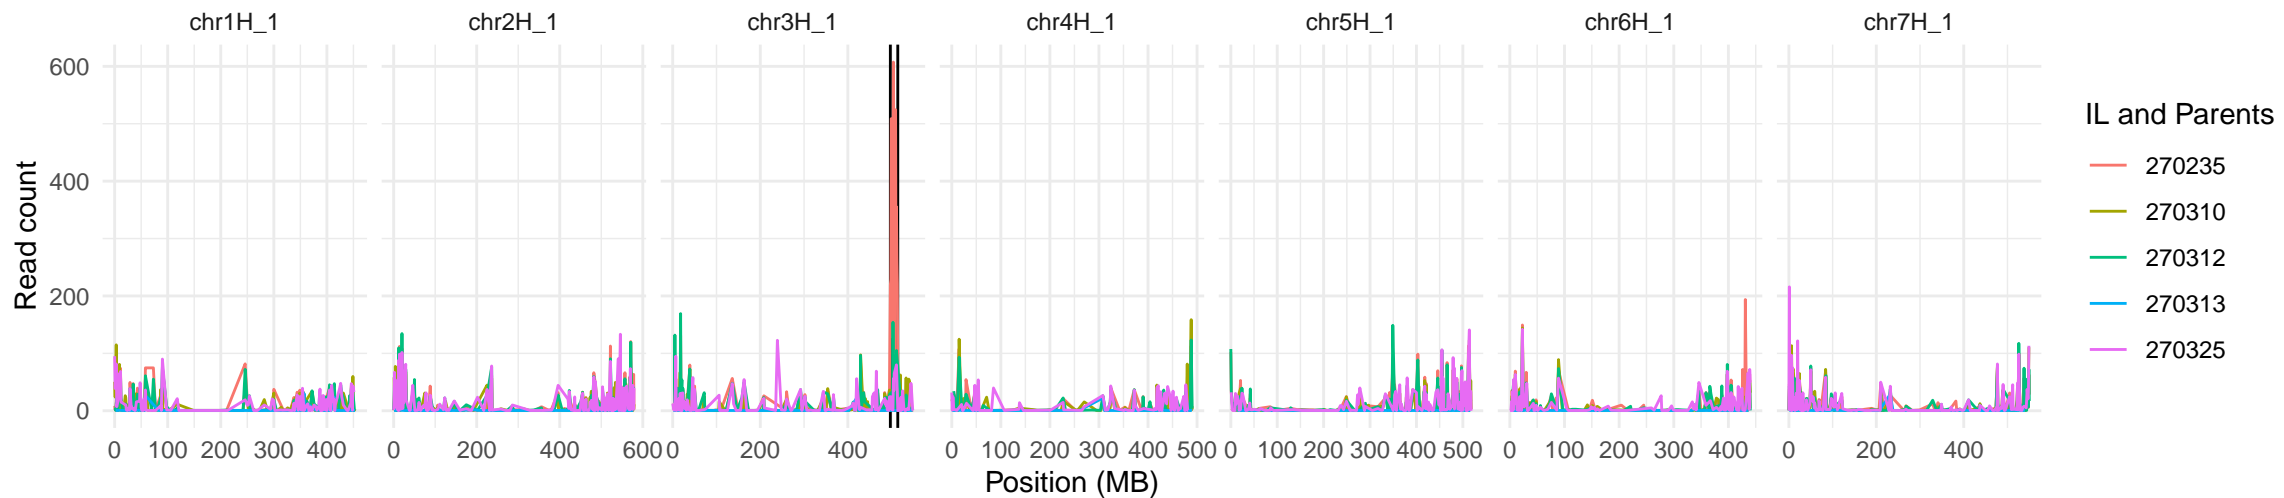 chr1H_1 chr2H_1 chr3H_1 chr4H_1 chr5H_1 chr6H_1 chr7H_1
600
400
200
0
Read count
0 100 200 300 400 0 200 400 600 0 200 400 0 100 200 300 400 500 0 100 200 300 400 500 0 100 200 300 400 0 200 400
Position (MB)
IL and Parents
270235
270310
270312
270313
270325